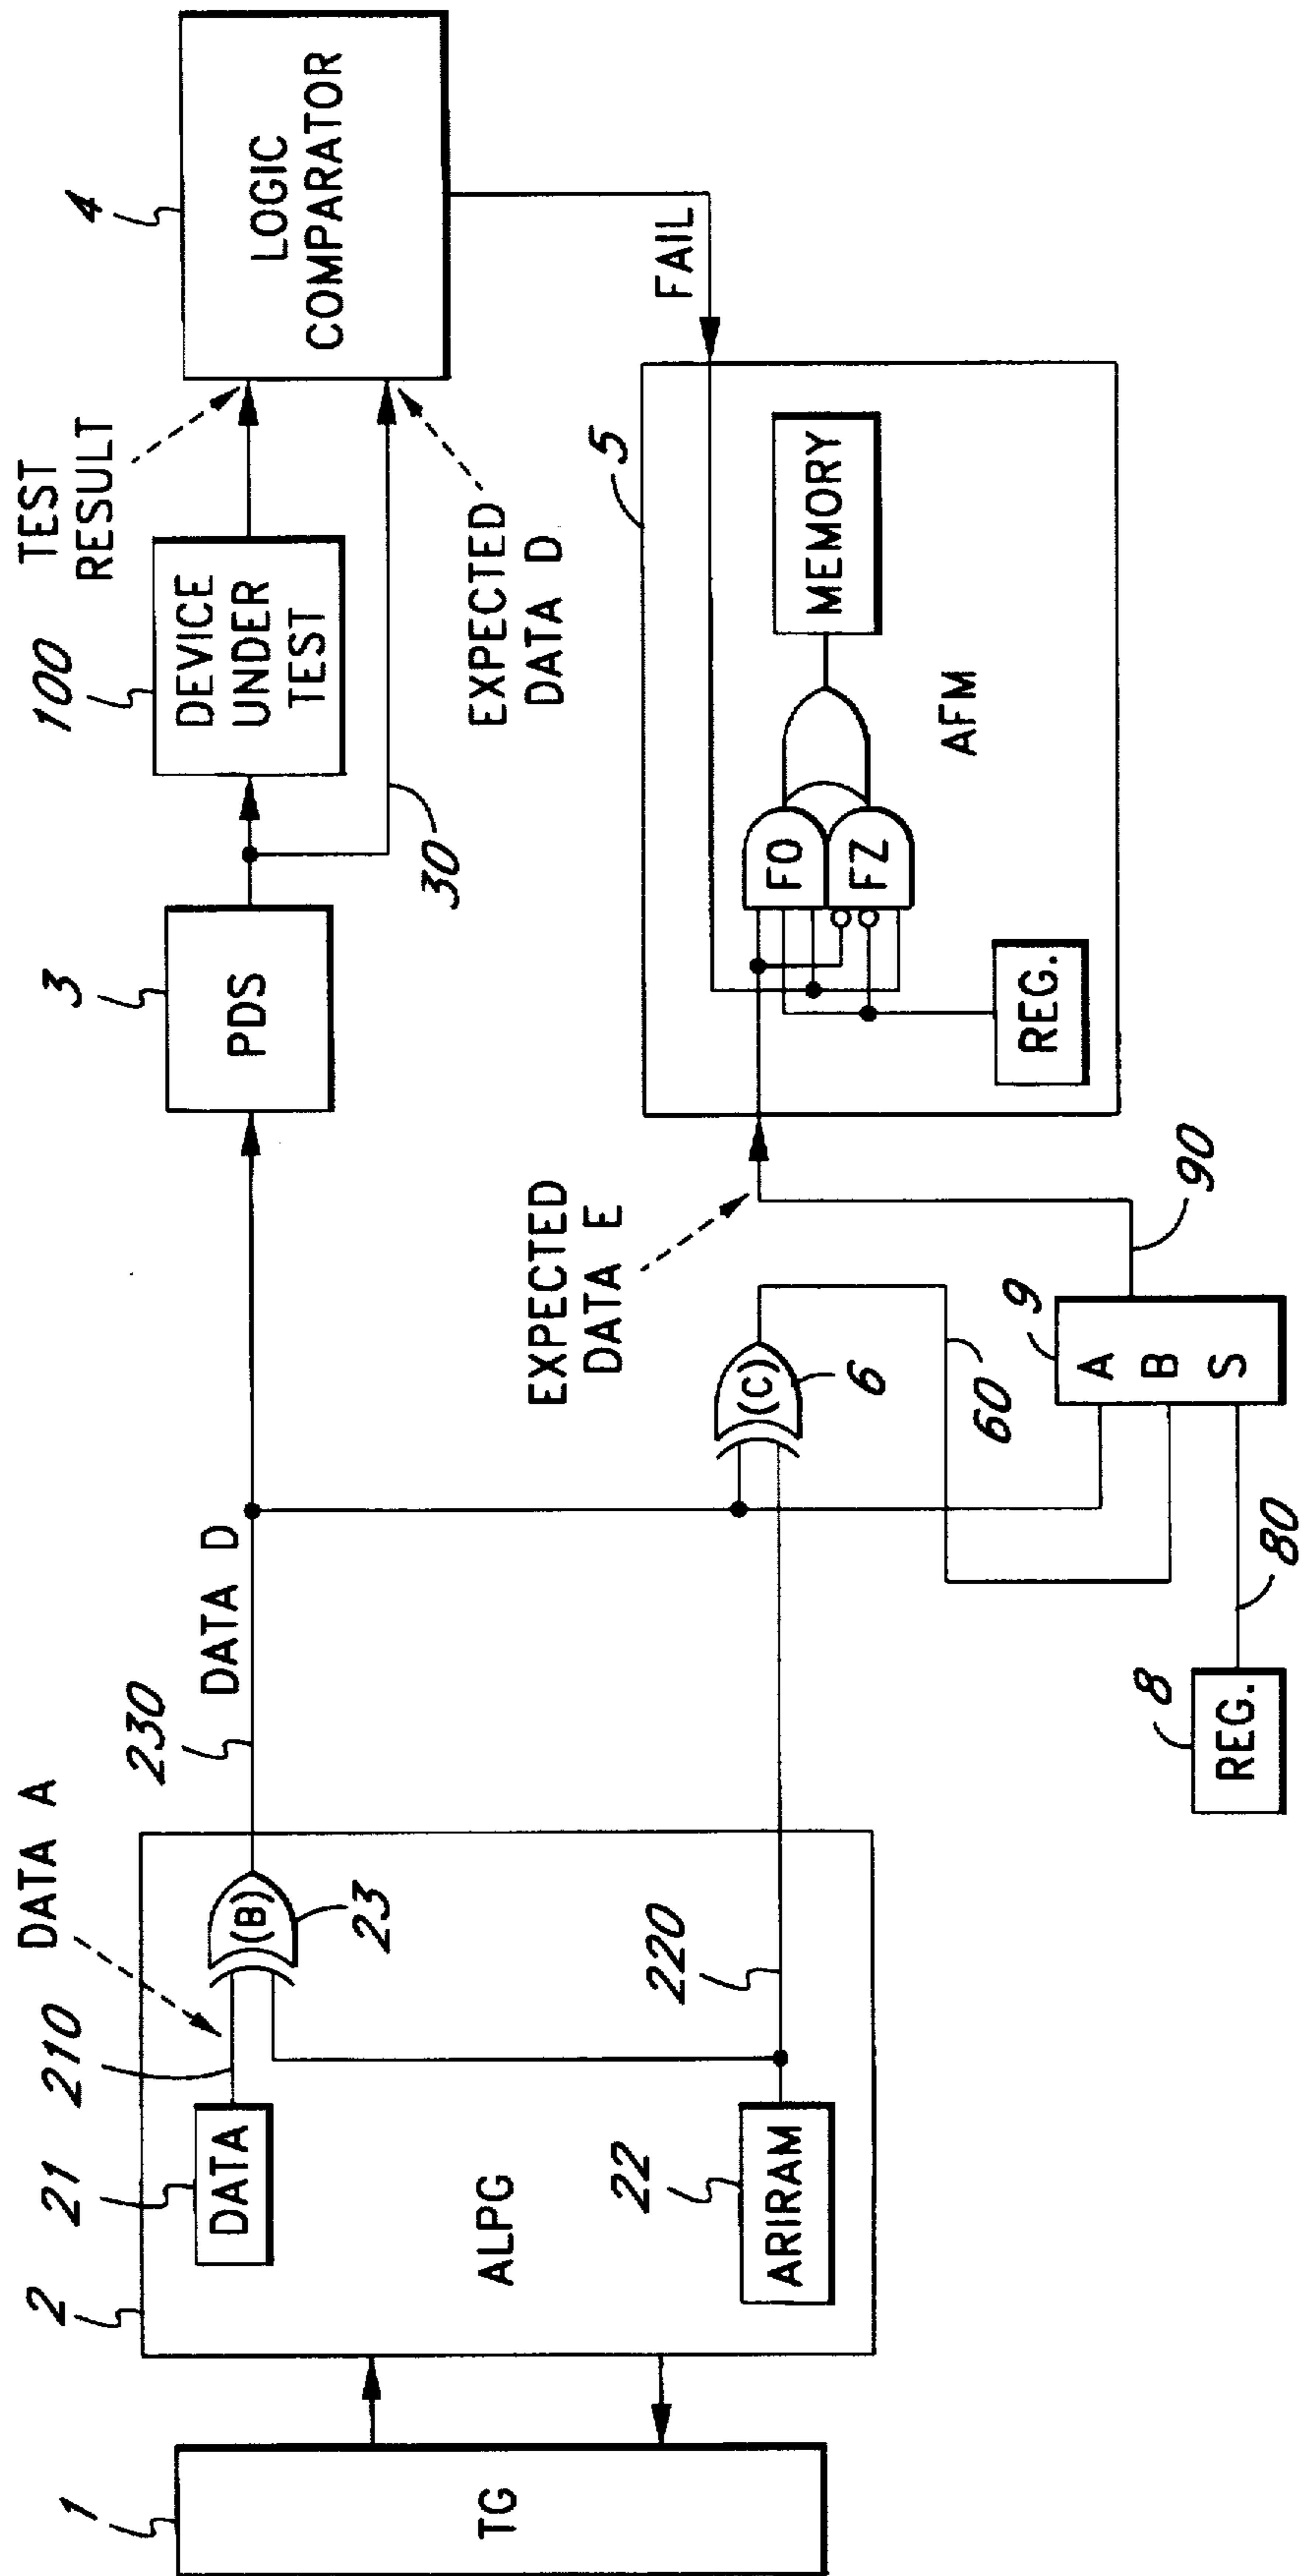 1
TG
2
21
DATA
210
DATA A
(B)
23
ALPG
22
ARIRAM
220
230
DATA D
3
PDS
30
100
DEVICE
UNDER
TEST
TEST
RESULT
EXPECTED
DATA D
4
LOGIC
COMPARATOR
FAIL
(C)
6
60
8
REG.
80
9
A
B
S
90
EXPECTED
DATA E
5
FO
FZ
MEMORY
AFM
REG.